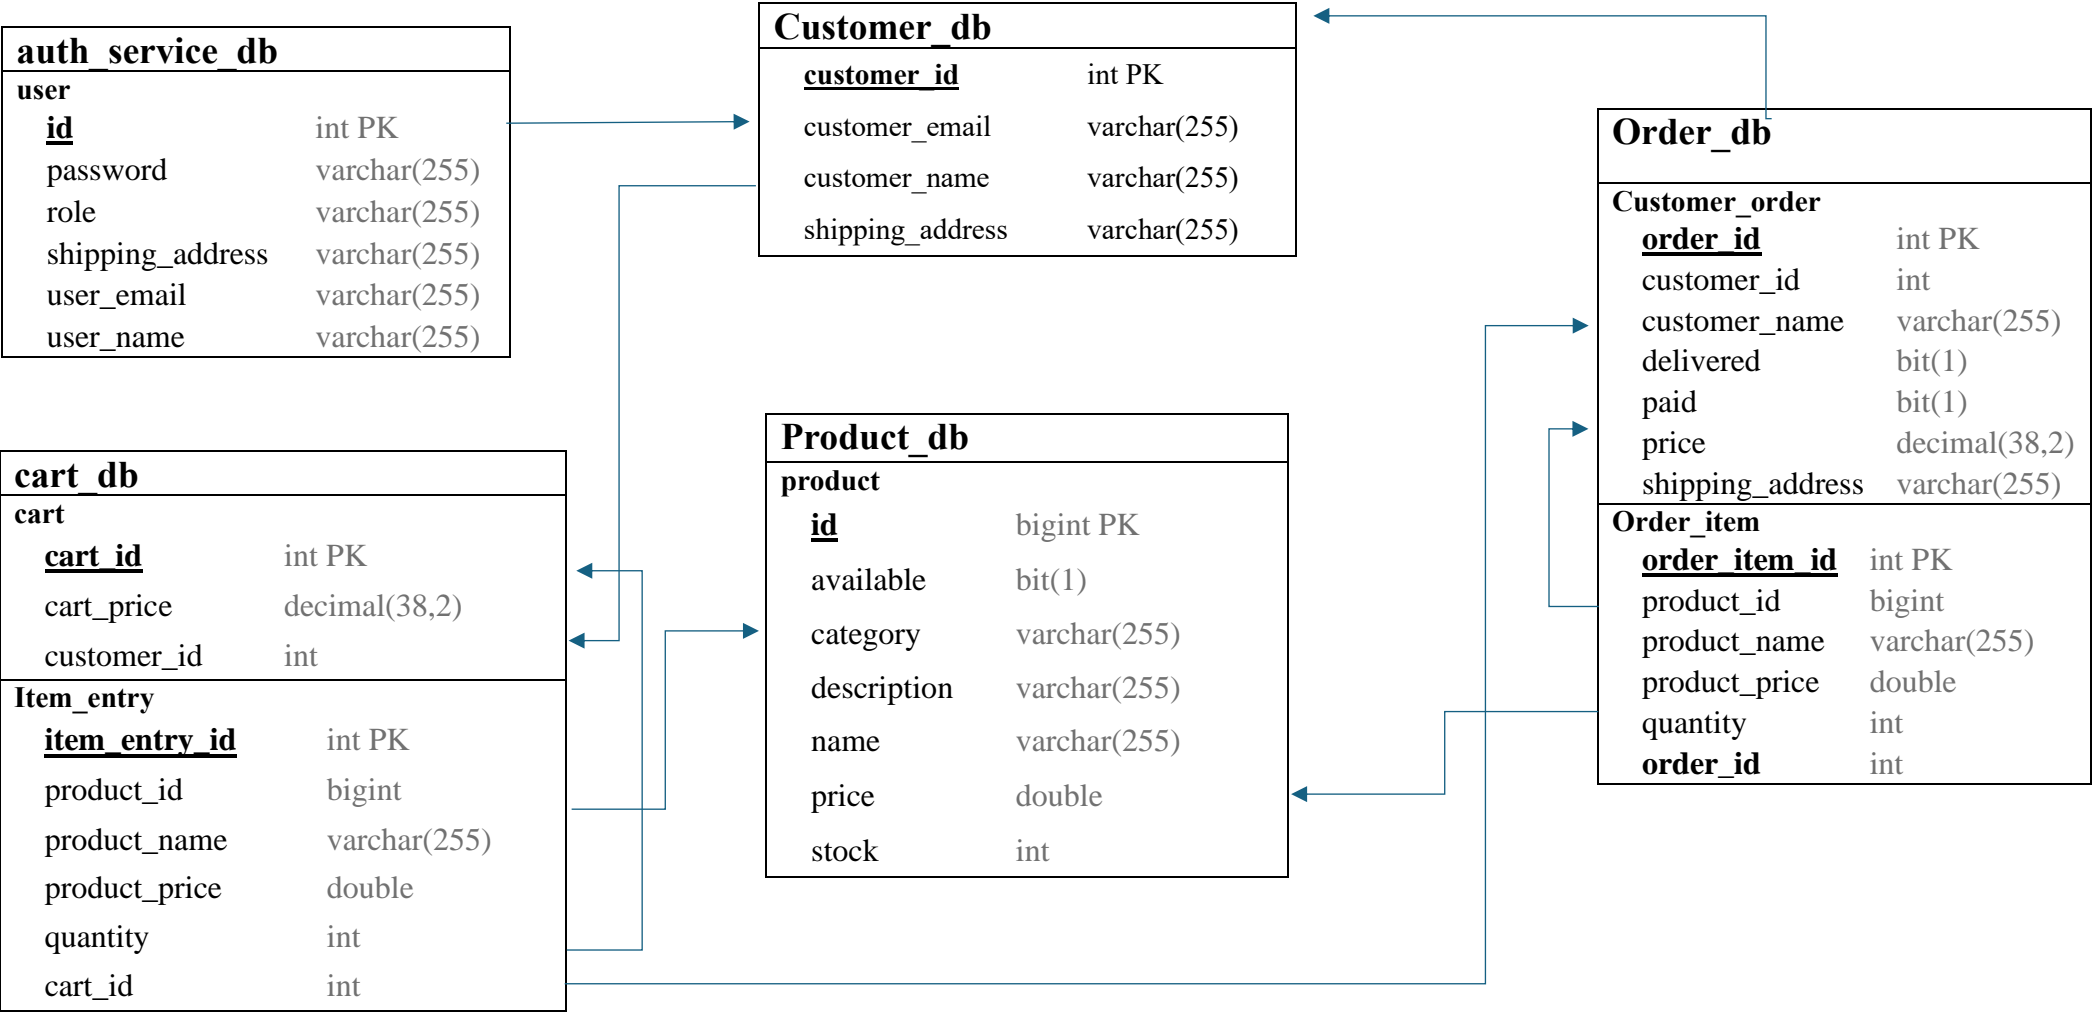 auth_service_db
user
id int PK
password varchar(255)
role varchar(255)
shipping_address varchar(255)
user_email varchar(255)
user_name varchar(255)
Customer_db
customer_id int PK
customer_email varchar(255)
customer_name varchar(255)
shipping_address varchar(255)
Order_db
Customer_order
order_id int PK
customer_id int
customer_name varchar(255)
delivered bit(1)
paid bit(1)
price decimal(38,2)
shipping_address varchar(255)
Order_item
order_item_id int PK
product_id bigint
product_name varchar(255)
product_price double
quantity int
order_id int
cart_db
cart
cart_id int PK
cart_price decimal(38,2)
customer_id int
Item_entry
item_entry_id int PK
product_id bigint
product_name varchar(255)
product_price double
quantity int
cart_id int
Product_db
product
id bigint PK
available bit(1)
category varchar(255)
description varchar(255)
name varchar(255)
price double
stock int